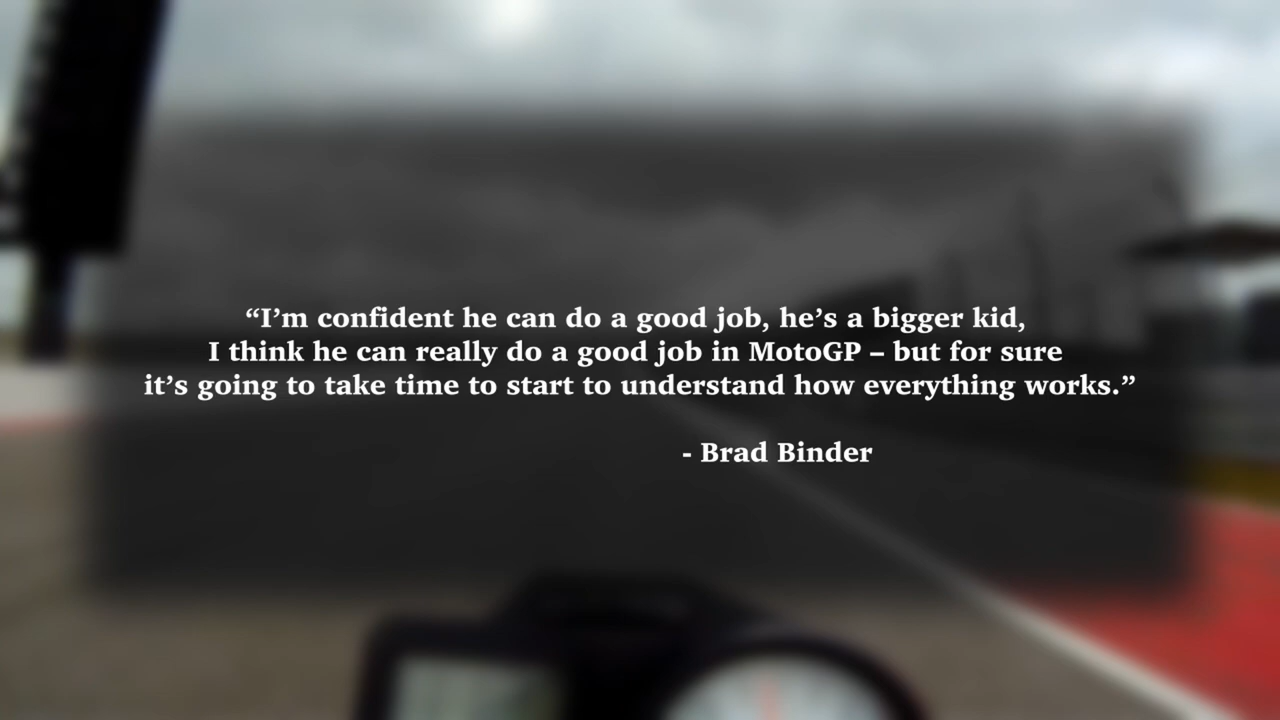 “I’m confident he can do a good job, he’s a bigger kid,
I think he can really do a good job in MotoGP – but for sure
it’s going to take time to start to understand how everything works.”
- Brad Binder